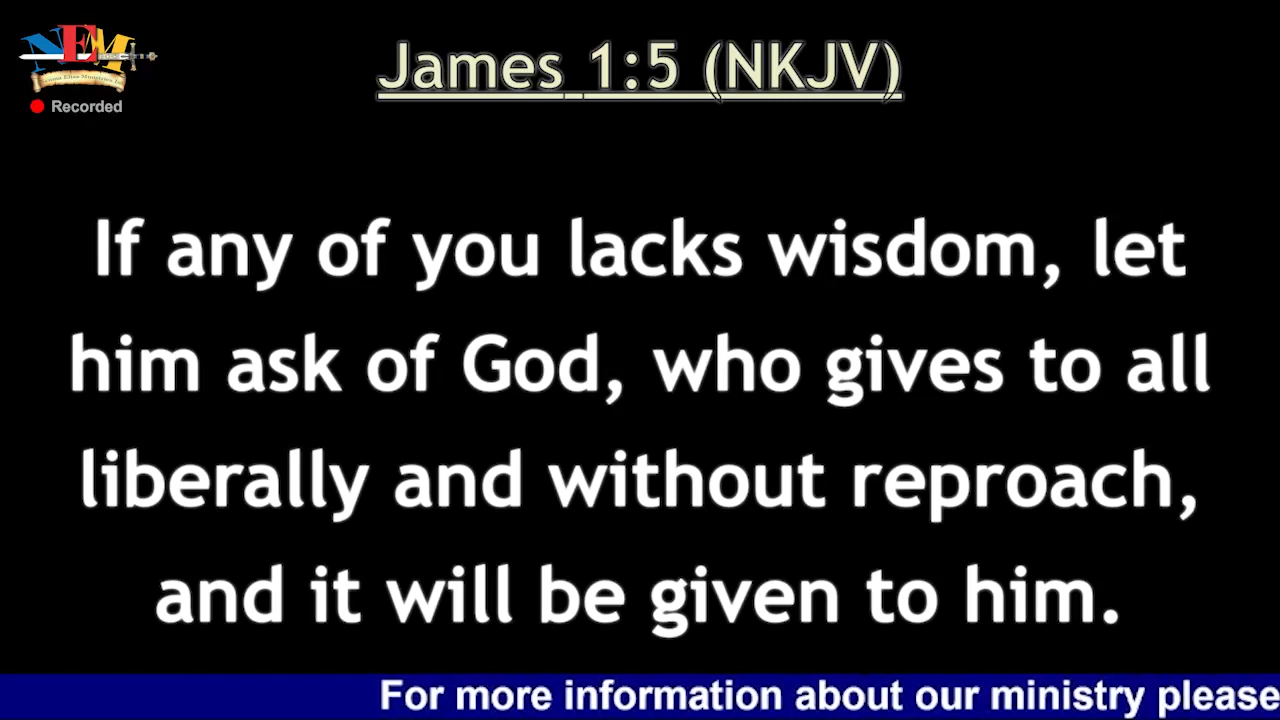 NEM
Recorded
James 1:5 (NKJV)
If any of you lacks wisdom, let
him ask of God, who gives to all
liberally and without reproach,
and it will be given to him.
For more information about our ministry please